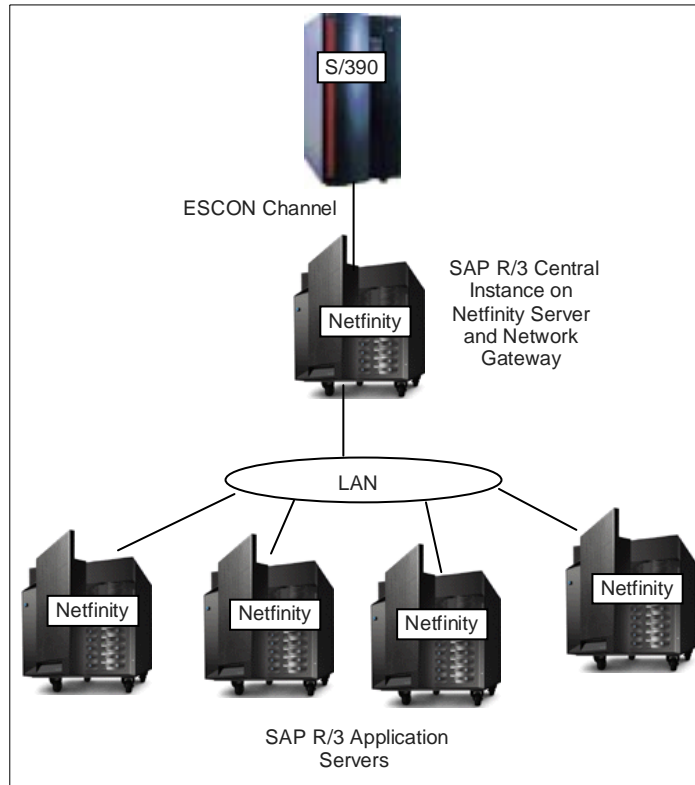 S/390
ESCON Channel
SAP R/3 Central
Instance on
Netfinity Server
and Network
Gateway
Netfinity
LAN
Netfinity
Netfinity
Netfinity
Netfinity
SAP R/3 Application
Servers